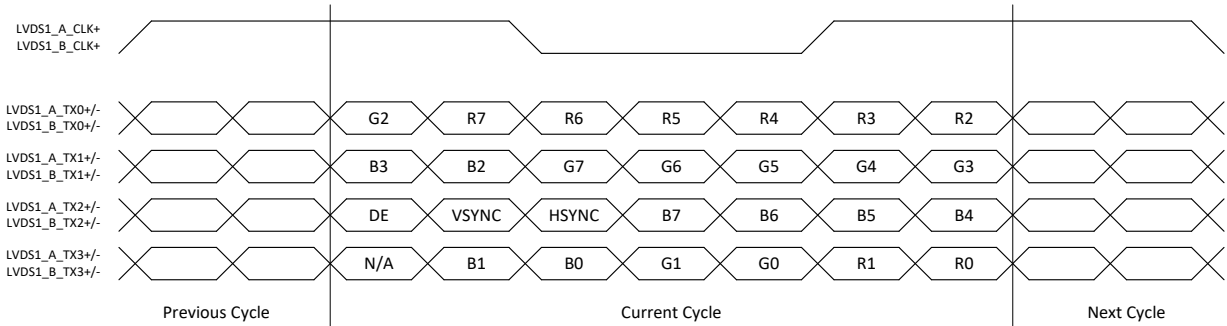 LVDS1_A_CLK+
LVDS1_B_CLK+
LVDS1_A_TX0+/-
LVDS1_B_TX0+/-
G2 R7 R6 R5 R4 R3 R2
LVDS1_A_TX1+/-
LVDS1_B_TX1+/-
B3 B2 G7 G6 G5 G4 G3
LVDS1_A_TX2+/-
LVDS1_B_TX2+/-
DE VSYNC HSYNC B7 B6 B5 B4
LVDS1_A_TX3+/-
LVDS1_B_TX3+/-
N/A B1 B0 G1 G0 R1 R0
Previous Cycle Current Cycle Next Cycle